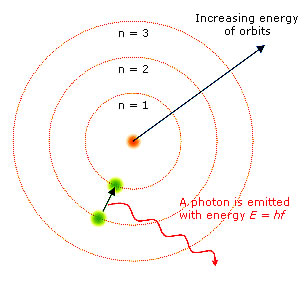 Increasing energy
of orbits
n = 3
n = 2
n = 1
A photon is emitted
with energy E = hf